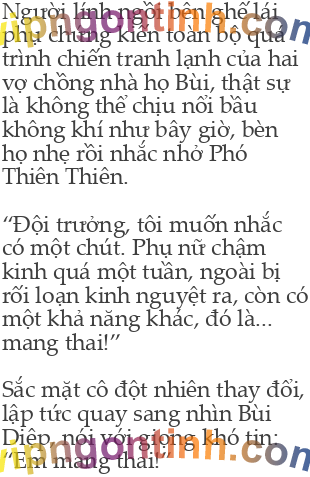 Người lính ngồi bên ghế lái
phụ chứng kiến toàn bộ quá
trình chiến tranh lạnh của hai
vợ chồng nhà họ Bùi, thật sự
là không thể chịu nổi bầu
không khí như bây giờ, bèn
họ nhẹ rồi nhắc nhở Phó
Thiên Thiên.
“Đội trưởng, tôi muốn nhắc
cô một chút. Phụ nữ chậm
kinh quá một tuần, ngoài bị
rối loạn kinh nguyệt ra, còn có
một khả năng khác, đó là...
mang thai!”
Sắc mặt cô đột nhiên thay đổi,
lập tức quay sang nhìn Bùi
Diệp, nói với giọng khó tin:
“Em mang thai!
vipngontinh.com
vipngontinh.com